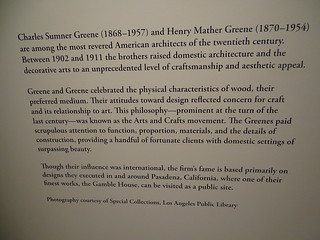 Charles Sumner Greene (1868–1957) and Henry Mather Greene (1870–1954)
are among the most revered American architects of the twentieth century.
Between 1902 and 1911 the brothers raised domestic architecture and the
decorative arts to an unprecedented level of craftsmanship and aesthetic appeal.
Greene and Greene celebrated the physical characteristics of wood, their
preferred medium. Their attitudes toward design reflected concern for craft
and its relationship to art. This philosophy—prominent at the turn of the
last century—was known as the Arts and Crafts movement. The Greenes paid
scrupulous attention to function, proportion, materials, and the details of
construction, providing a handful of fortunate clients with domestic settings of
surpassing beauty.
Though their influence was international, the firm's fame is based primarily on
designs they executed in and around Pasadena, California, where one of their
finest works, the Gamble House, can be visited as a public site.
Photography courtesy of Special Collections, Los Angeles Public Library